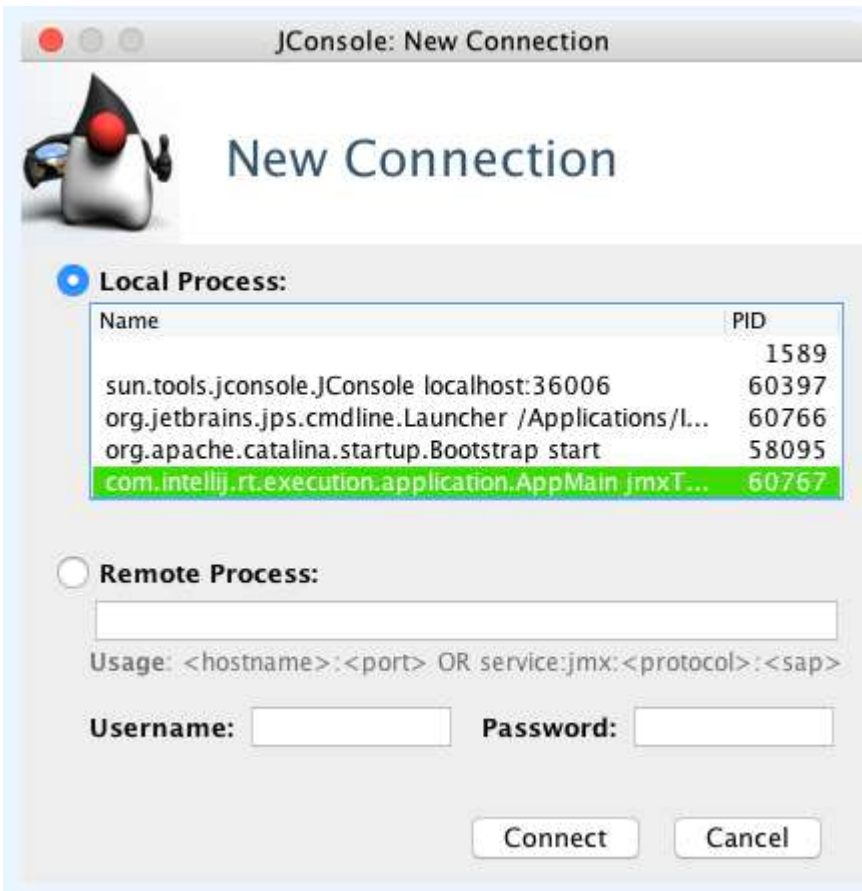 JConsole: New Connection
New Connection
Local Process:
Name PID
1589
sun.tools.jconsole.JConsole localhost:36006 60397
org.jetbrains.jps.cmdline.Launcher /Applications/I... 60766
org.apache.catalina.startup.Bootstrap start 58095
com.intellij.rt.execution.application.AppMain jmxT... 60767
Remote Process:
Usage: <hostname>:<port> OR service:jmx:<protocol>:<sap>
Username: Password:
Connect Cancel